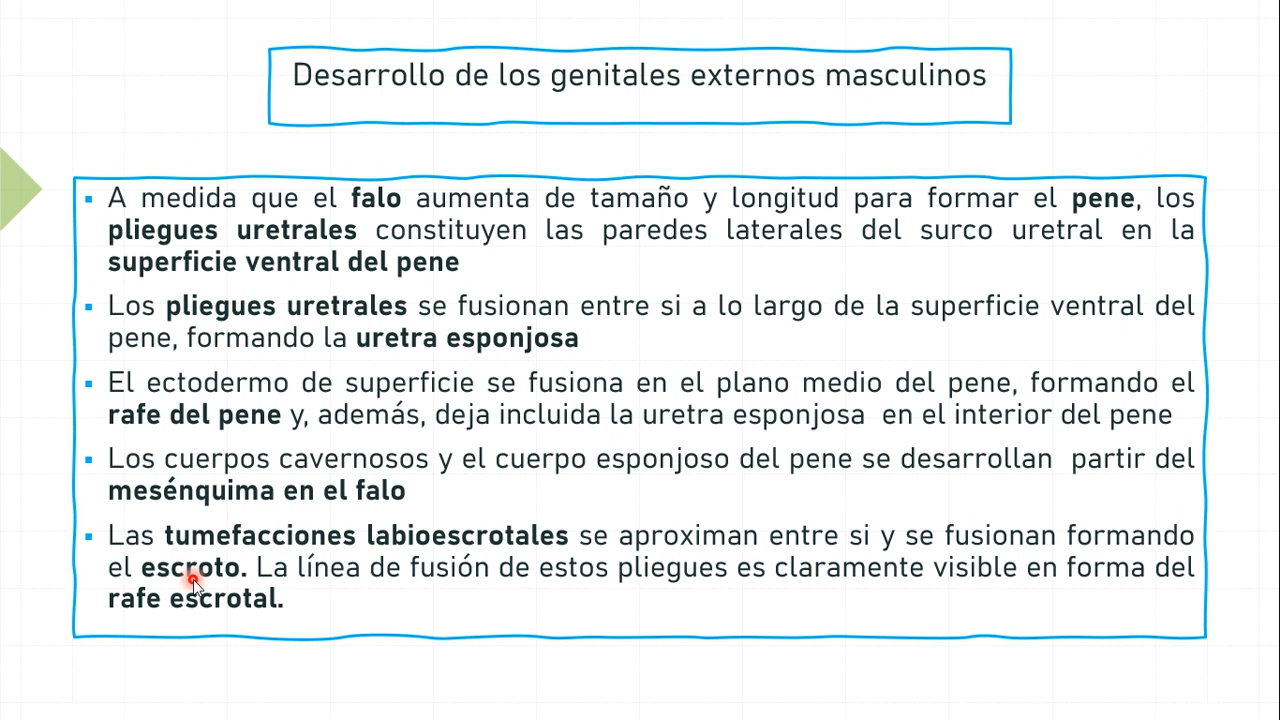 Desarrollo de los genitales externos masculinos
▪ A medida que el falo aumenta de tamaño y longitud para formar el pene, los
pliegues uretrales constituyen las paredes laterales del surco uretral en la
superficie ventral del pene
▪ Los pliegues uretrales se fusionan entre si a lo largo de la superficie ventral del
pene, formando la uretra esponjosa
▪ El ectodermo de superficie se fusiona en el plano medio del pene, formando el
rafe del pene y, además, deja incluida la uretra esponjosa en el interior del pene
▪ Los cuerpos cavernosos y el cuerpo esponjoso del pene se desarrollan partir del
mesénquima en el falo
▪ Las tumefacciones labioescrotales se aproximan entre si y se fusionan formando
el escroto. La línea de fusión de estos pliegues es claramente visible en forma del
rafe escrotal.